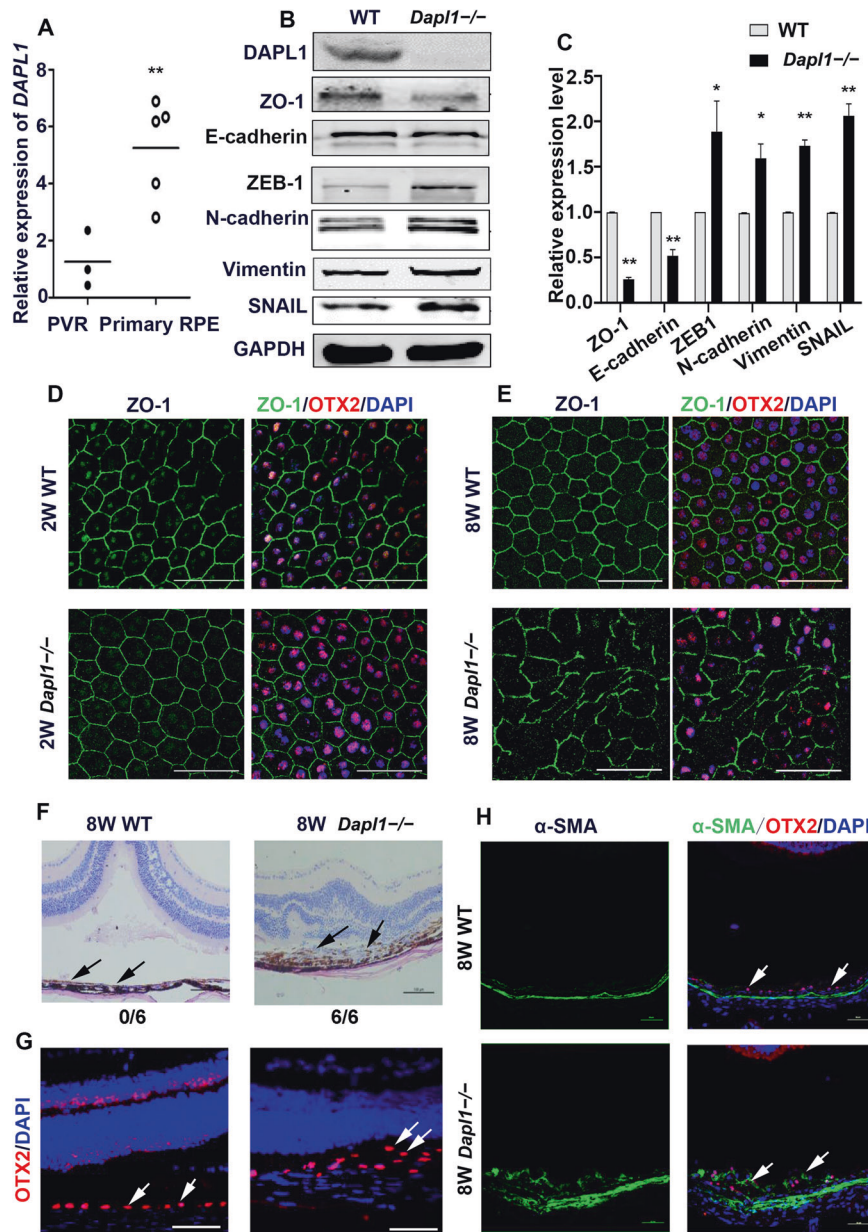 A
Relative expression of DAPL1
8
6
4
2
0
**
PVR
Primary RPE
B
WT
Dapl1−/−
DAPL1
ZO-1
E-cadherin
ZEB-1
N-cadherin
Vimentin
SNAIL
GAPDH
C
WT
Dapl1−/−
Relative expression level
2.5
2.0
1.5
1.0
0.5
0.0
**
**
*
*
**
**
ZO-1
E-cadherin
ZEB1
N-cadherin
Vimentin
SNAIL
D
ZO-1
ZO-1/OTX2/DAPI
2W WT
2W Dapl1−/−
E
ZO-1
ZO-1/OTX2/DAPI
8W WT
8W Dapl1−/−
F
8W WT
8W Dapl1−/−
0/6
6/6
G
OTX2/DAPI
H
α-SMA
α-SMA/OTX2/DAPI
8W WT
8W Dapl1−/−